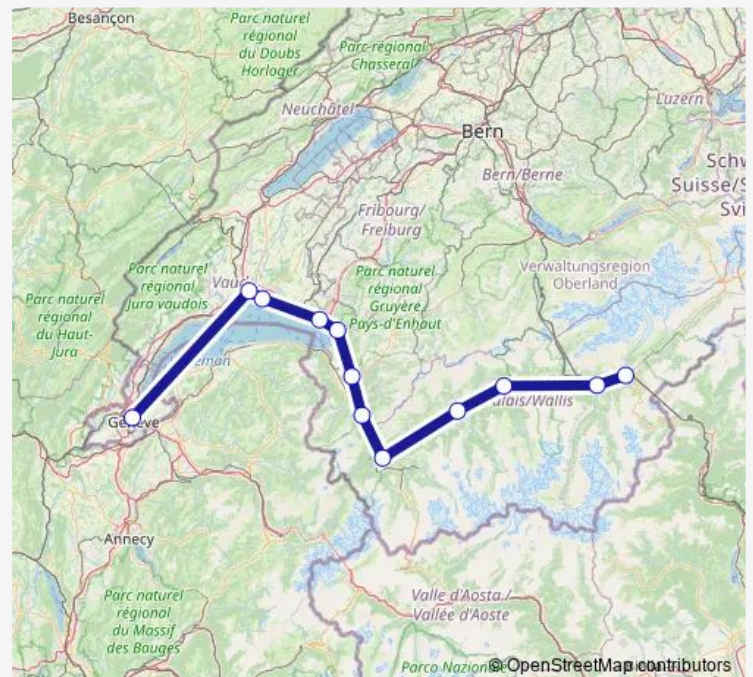 Besançon
Parc naturel
régional
du Doubs
Horloger
Parc régional
Chasseral
Neuchâtel
Luzern
Bern
Bern/Berne
Schw
Suisse/S
Svi
Fribourg/
Freiburg
Verwaltungsregion
Oberland
Parc naturel
régional
Jura vaudois
Vaud
Parc naturel
régional
Gruyère
Pays-d'Enhaut
Parc naturel
régional
du Haut-
Jura
éman
Genève
alais/Wallis
Annecy
Parc naturel
régional
du Massif
des Bauges
Valle d'Aosta /
Vallée d'Aoste
Parco Nazion
© OpenStreetMap contributors